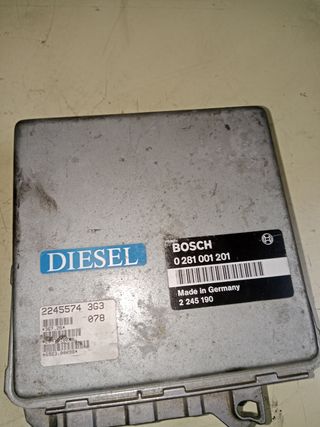 DIESEL
BOSCH
0 281 001 201
Made in Germany
2 245 190
2245574 3G3
078